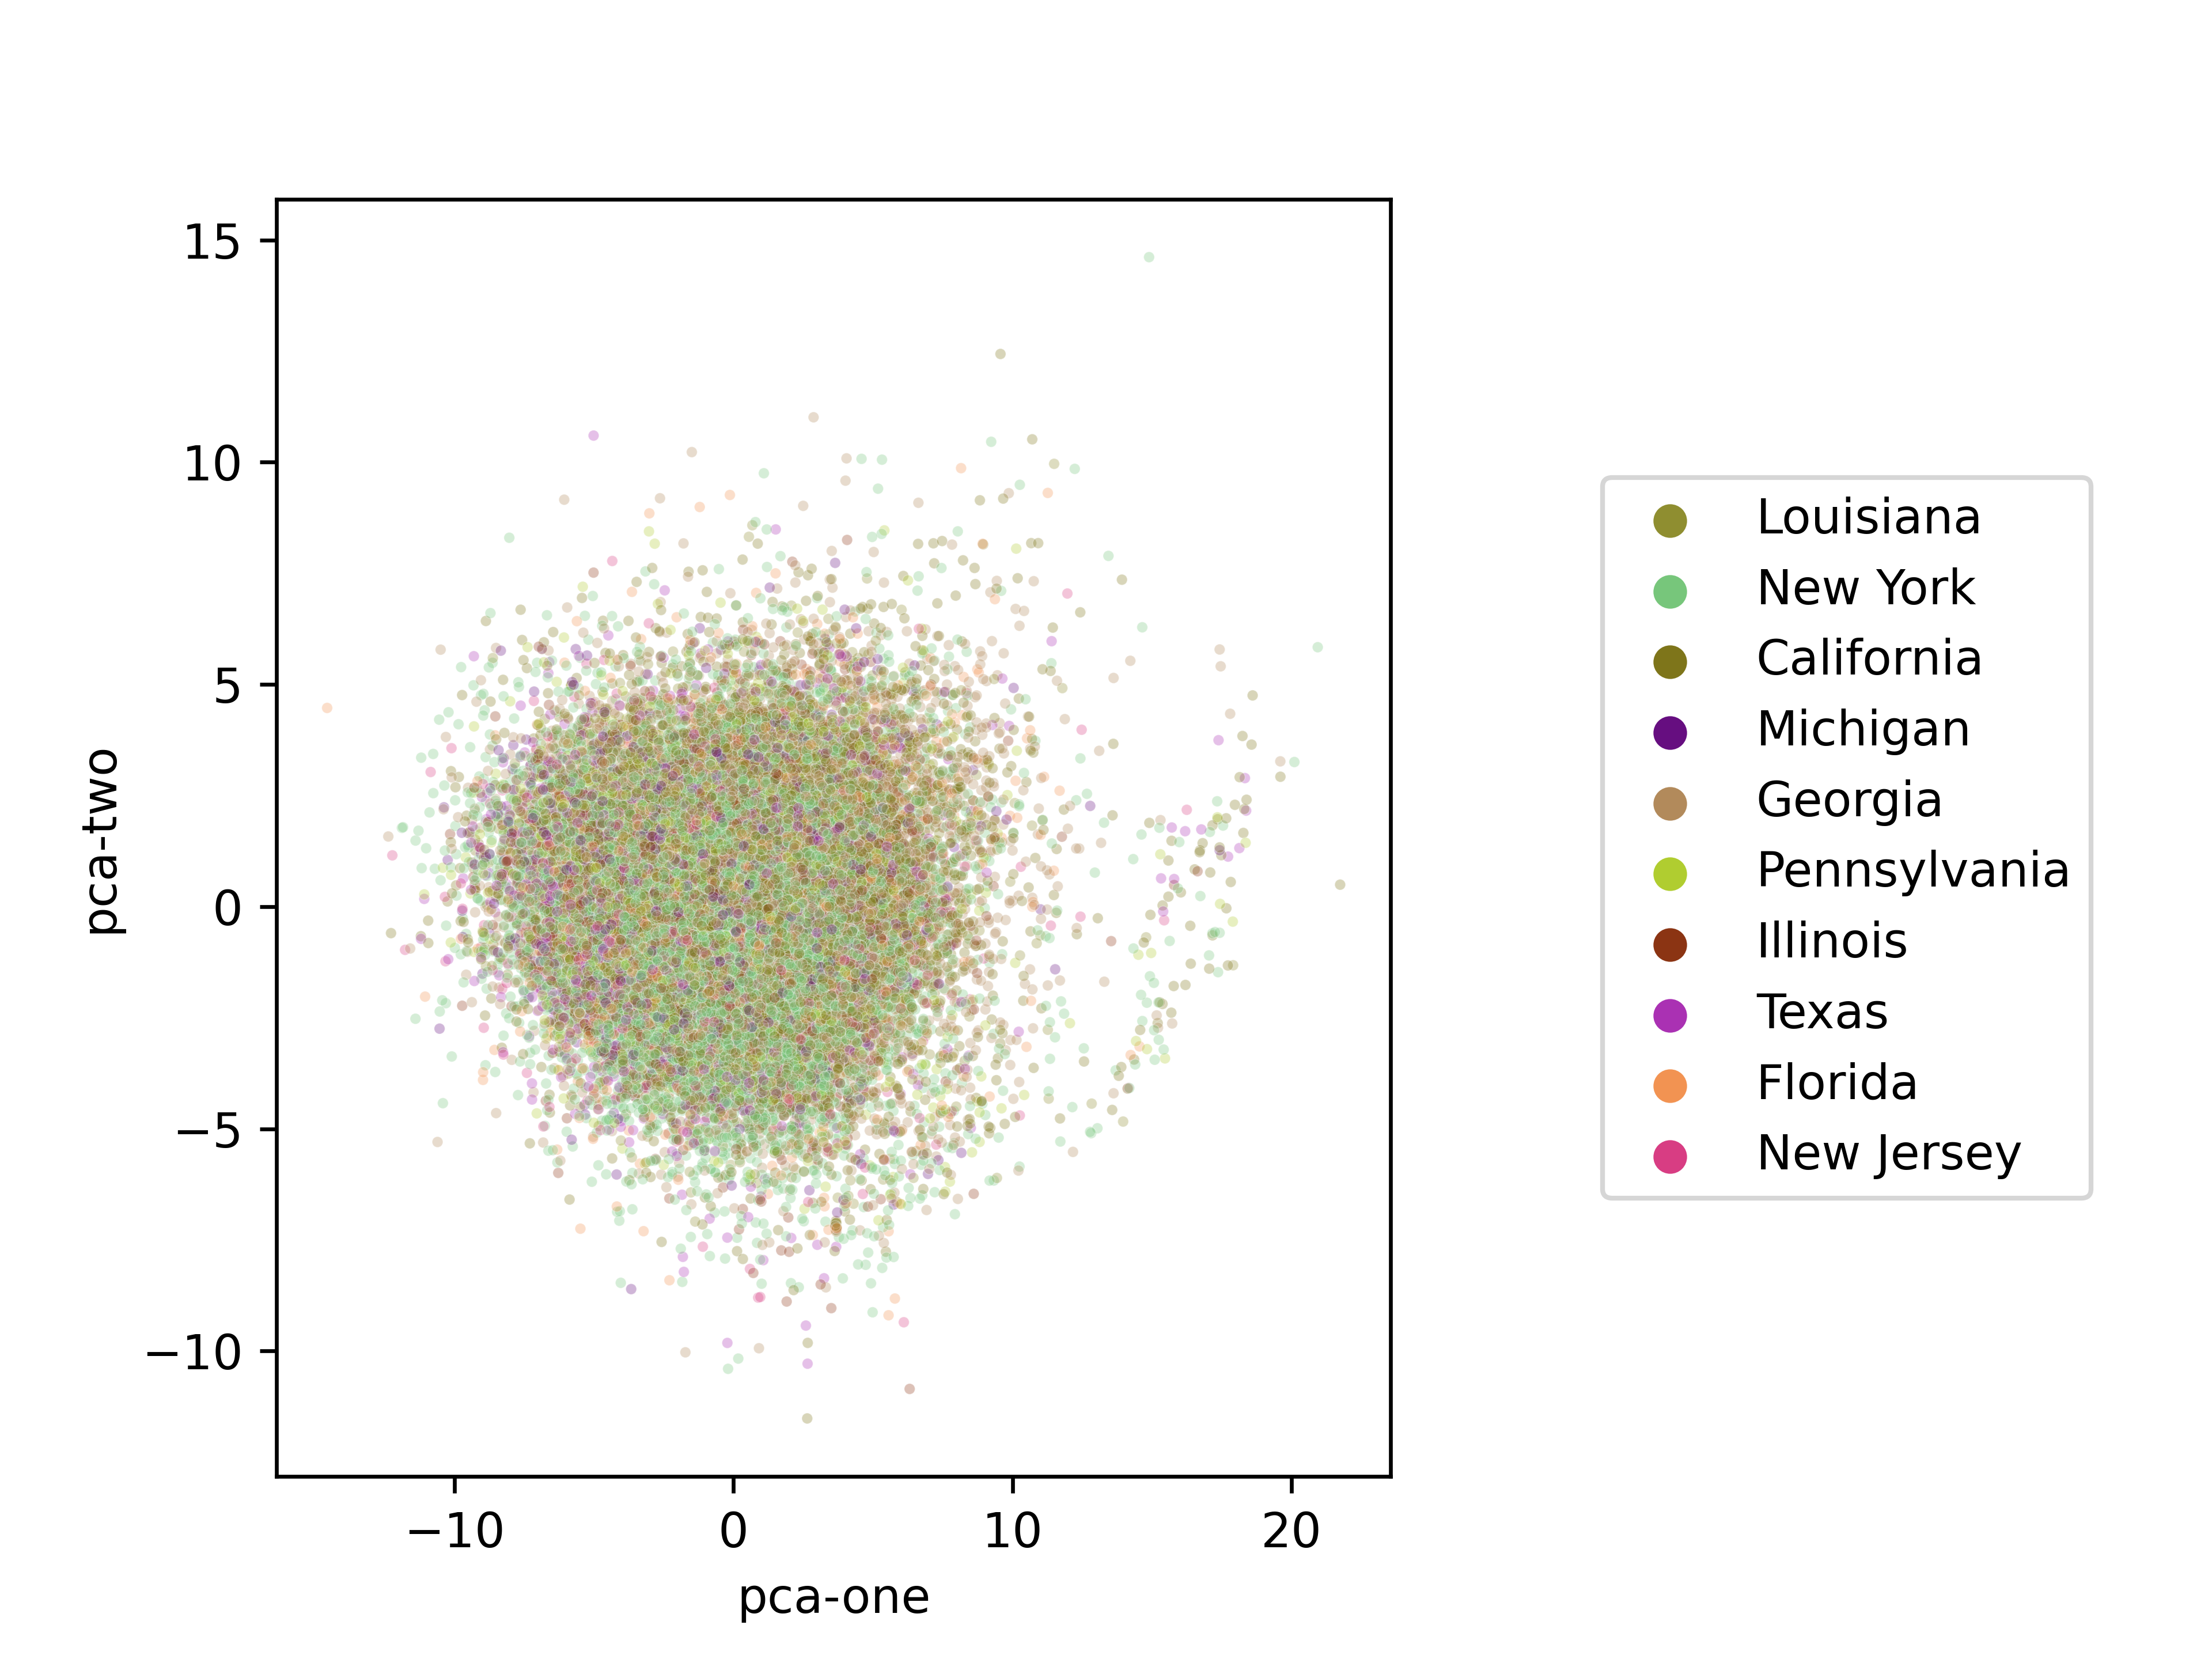 15
10
5
0
−5
−10
pca-two
−10
0
10
20
pca-one
Louisiana
New York
California
Michigan
Georgia
Pennsylvania
Illinois
Texas
Florida
New Jersey